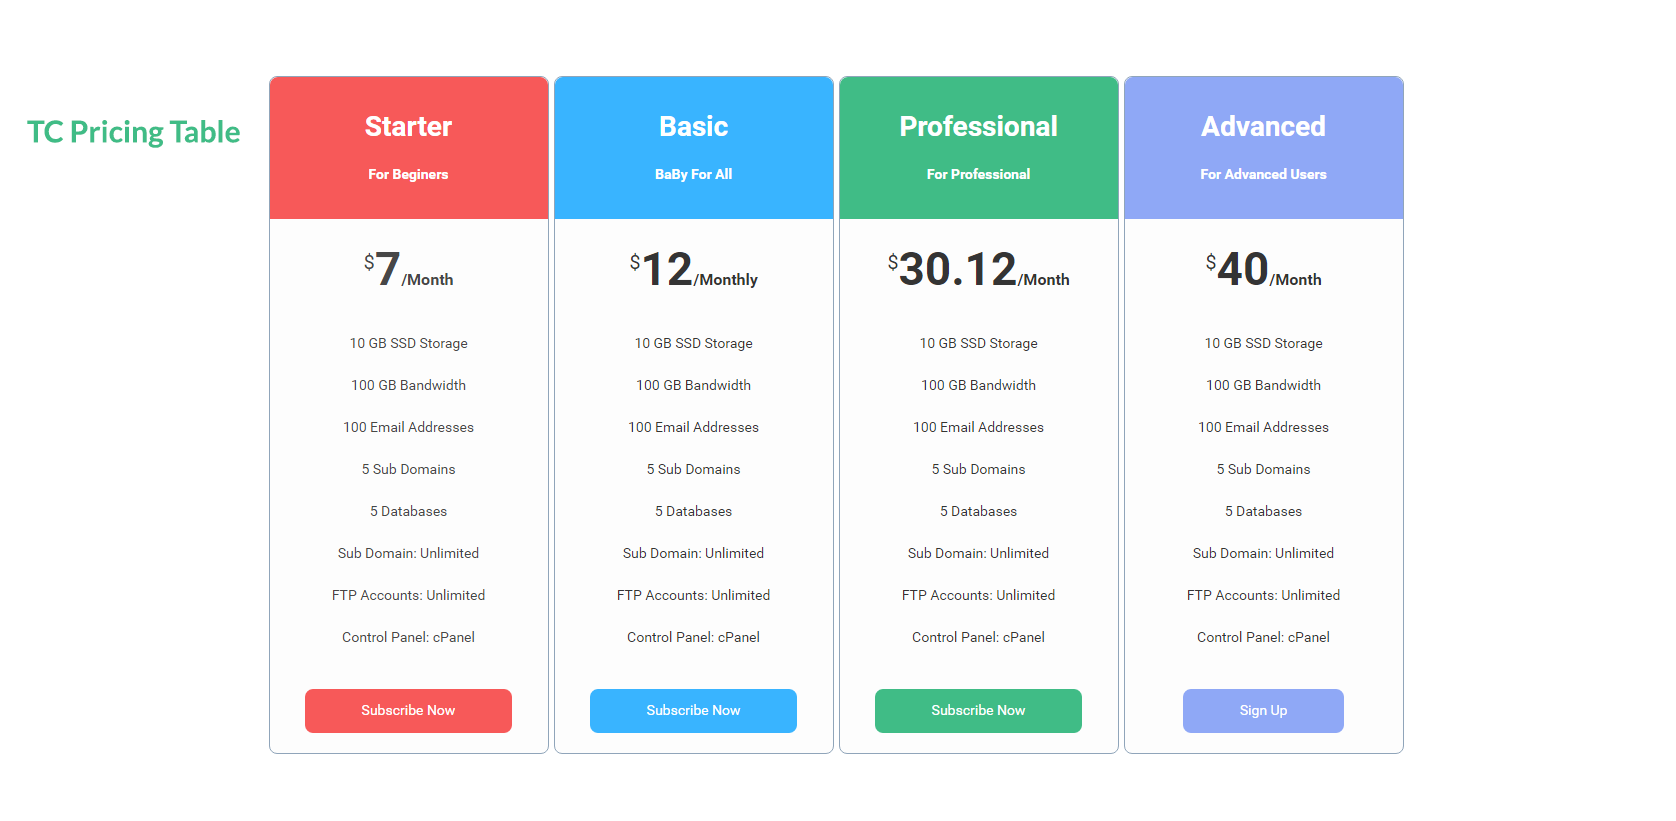 TC Pricing Table
Starter
For Beginers
$7/Month
10 GB SSD Storage
100 GB Bandwidth
100 Email Addresses
5 Sub Domains
5 Databases
Sub Domain: Unlimited
FTP Accounts: Unlimited
Control Panel: cPanel
Subscribe Now
Basic
BaBy For All
$12/Monthly
10 GB SSD Storage
100 GB Bandwidth
100 Email Addresses
5 Sub Domains
5 Databases
Sub Domain: Unlimited
FTP Accounts: Unlimited
Control Panel: cPanel
Subscribe Now
Professional
For Professional
$30.12/Month
10 GB SSD Storage
100 GB Bandwidth
100 Email Addresses
5 Sub Domains
5 Databases
Sub Domain: Unlimited
FTP Accounts: Unlimited
Control Panel: cPanel
Subscribe Now
Advanced
For Advanced Users
$40/Month
10 GB SSD Storage
100 GB Bandwidth
100 Email Addresses
5 Sub Domains
5 Databases
Sub Domain: Unlimited
FTP Accounts: Unlimited
Control Panel: cPanel
Sign Up